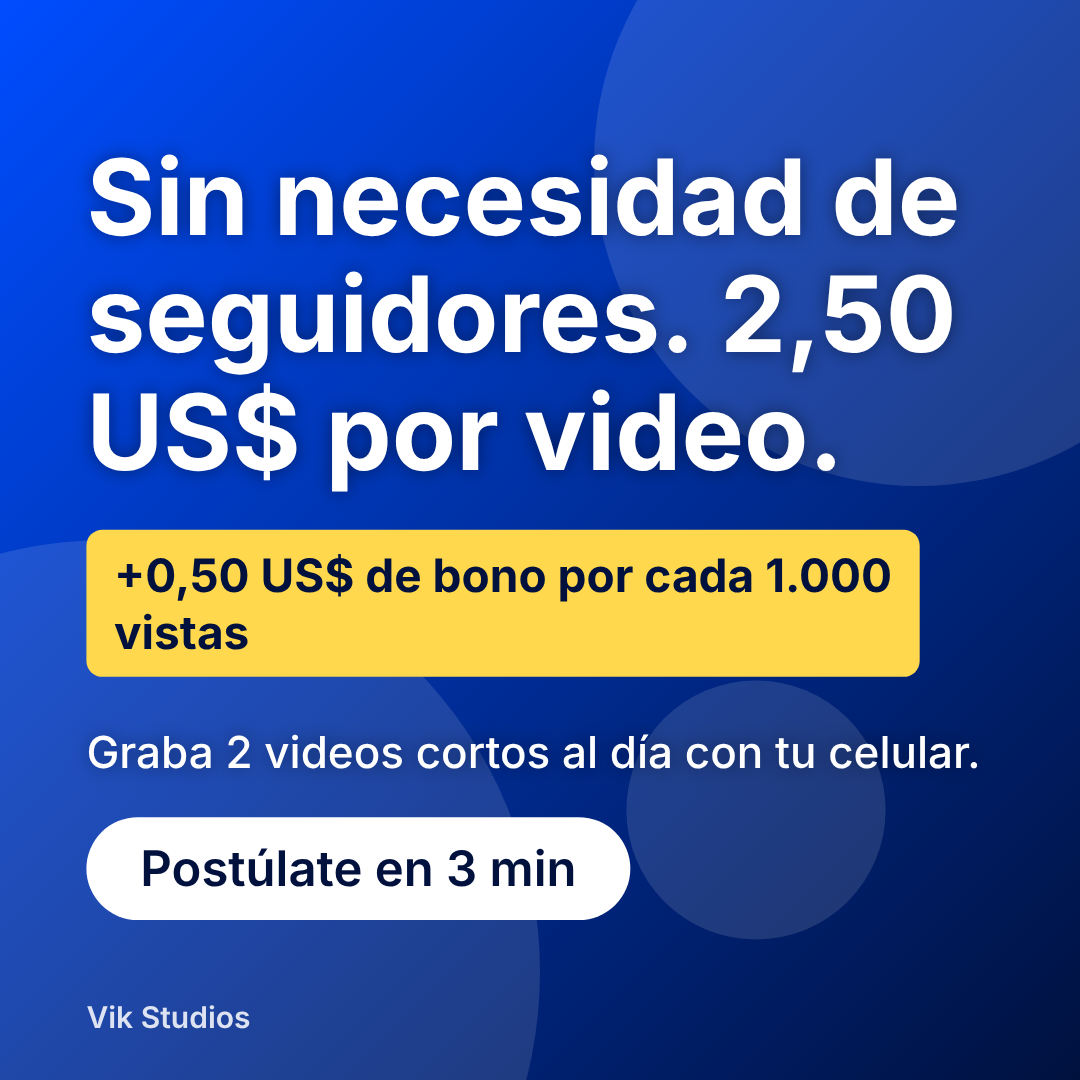 Sin necesidad de
seguidores. 2,50
US$ por video.
+0,50 US$ de bono por cada 1.000
vistas
Graba 2 videos cortos al día con tu celular.
Postúlate en 3 min
Vik Studios